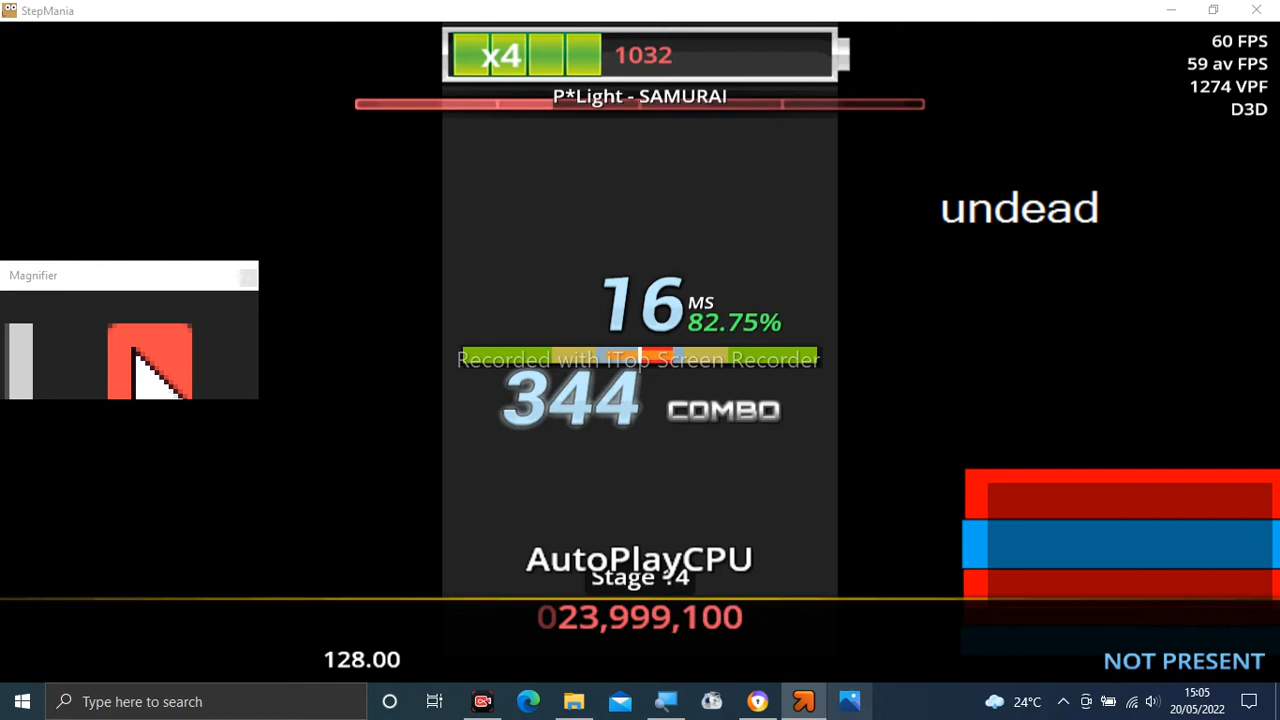 StepMania
x4 1032
60 FPS
59 av FPS
1274 VPF
D3D
P*Light - SAMURAI
undead
Magnifier
16 MS
82.75%
Recorded with iTop Screen Recorder
344 COMBO
AutoPlayCPU
Stage
023,999,100
128.00
NOT PRESENT
Type here to search
24°C
15:05
20/05/2022